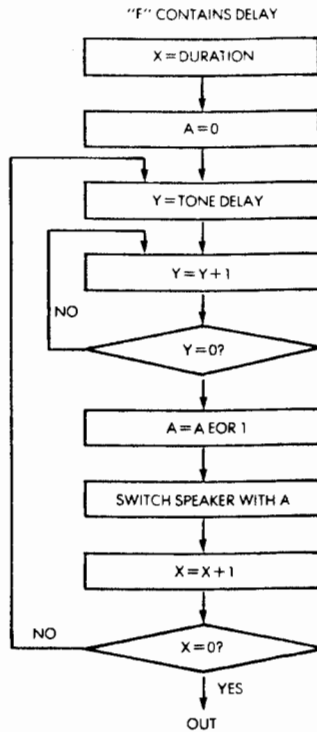 "F" CONTAINS DELAY
X = DURATION
A = 0
Y = TONE DELAY
Y = Y + 1
NO
Y = 0?
A = A EOR 1
SWITCH SPEAKER WITH A
X = X + 1
NO
X = 0?
YES
OUT